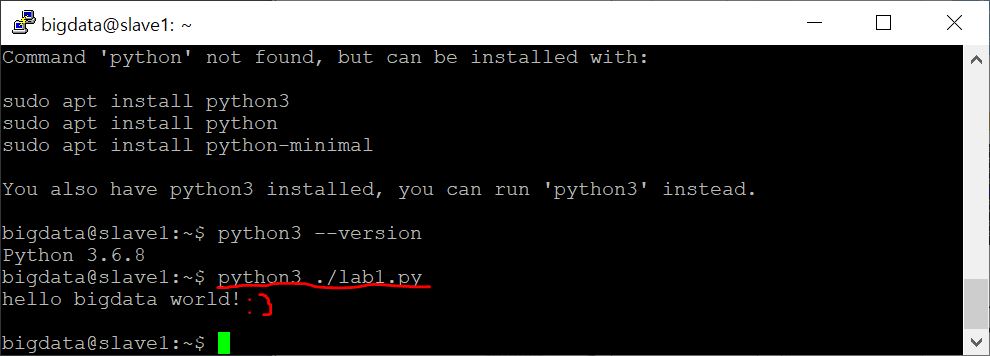 bigdata@slave1: ~
Command 'python' not found, but can be installed with:
sudo apt install python3
sudo apt install python
sudo apt install python-minimal
You also have python3 installed, you can run 'python3' instead.
bigdata@slave1:~$ python3 --version
Python 3.6.8
bigdata@slave1:~$ python3 ./lab1.py
hello bigdata world! :)
bigdata@slave1:~$